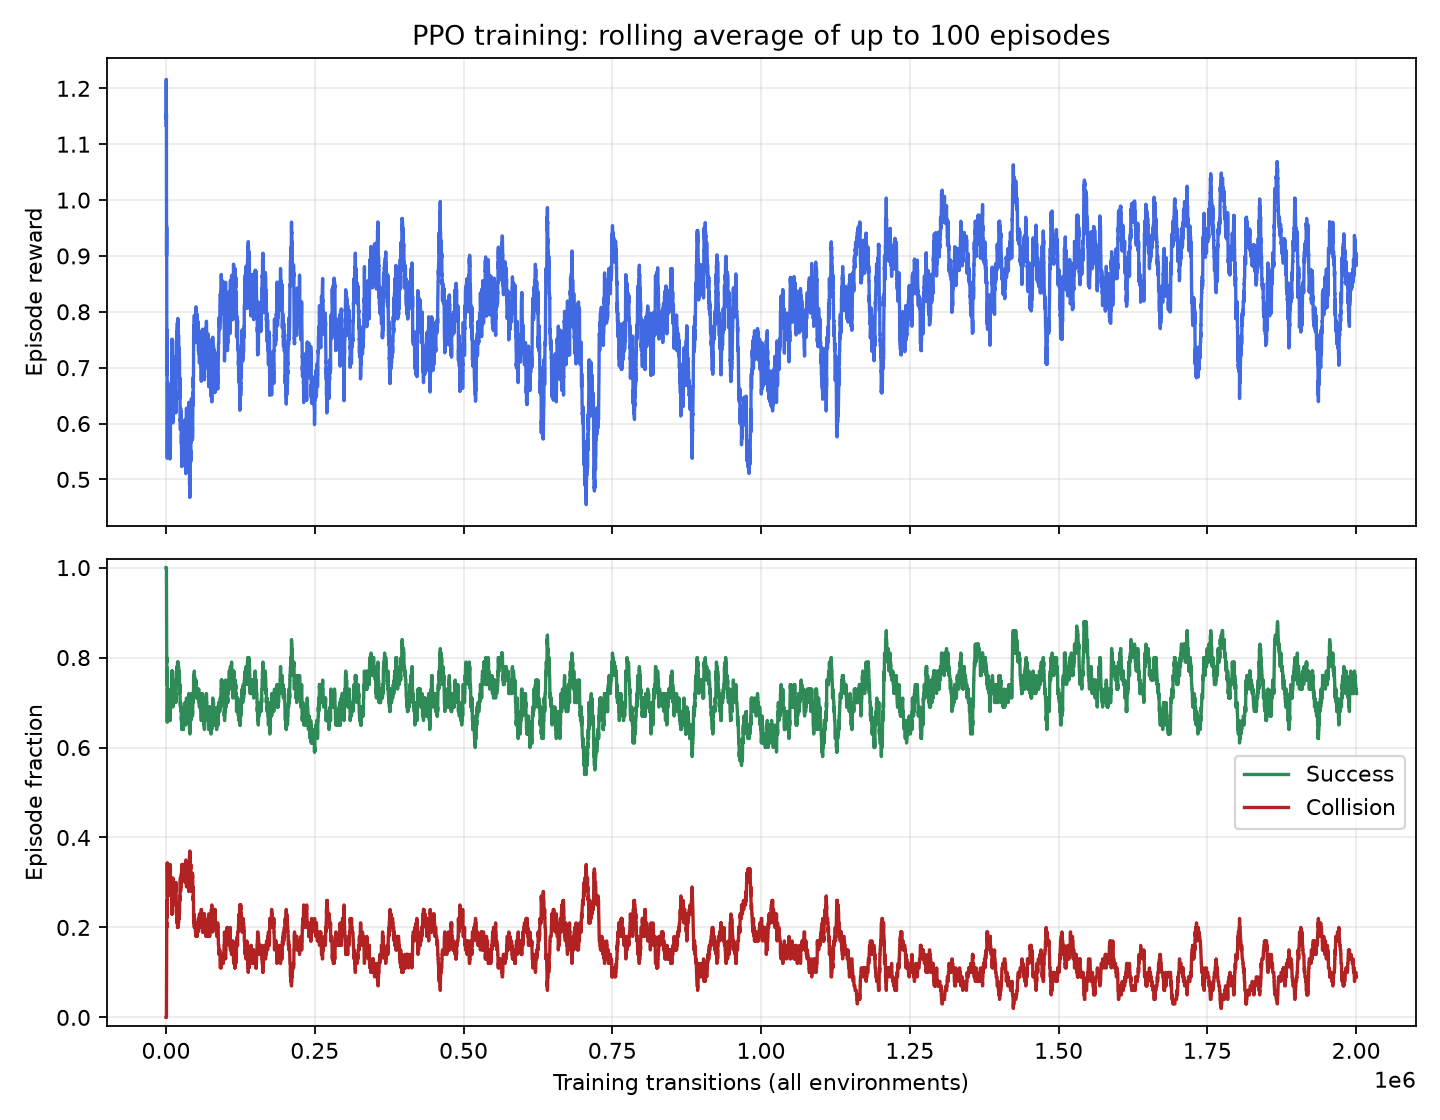 PPO training: rolling average of up to 100 episodes
1.2
1.1
1.0
0.9
0.8
0.7
0.6
0.5
Episode reward
1.0
0.8
0.6
0.4
0.2
0.0
Episode fraction
Success
Collision
0.00 0.25 0.50 0.75 1.00 1.25 1.50 1.75 2.00
1e6
Training transitions (all environments)